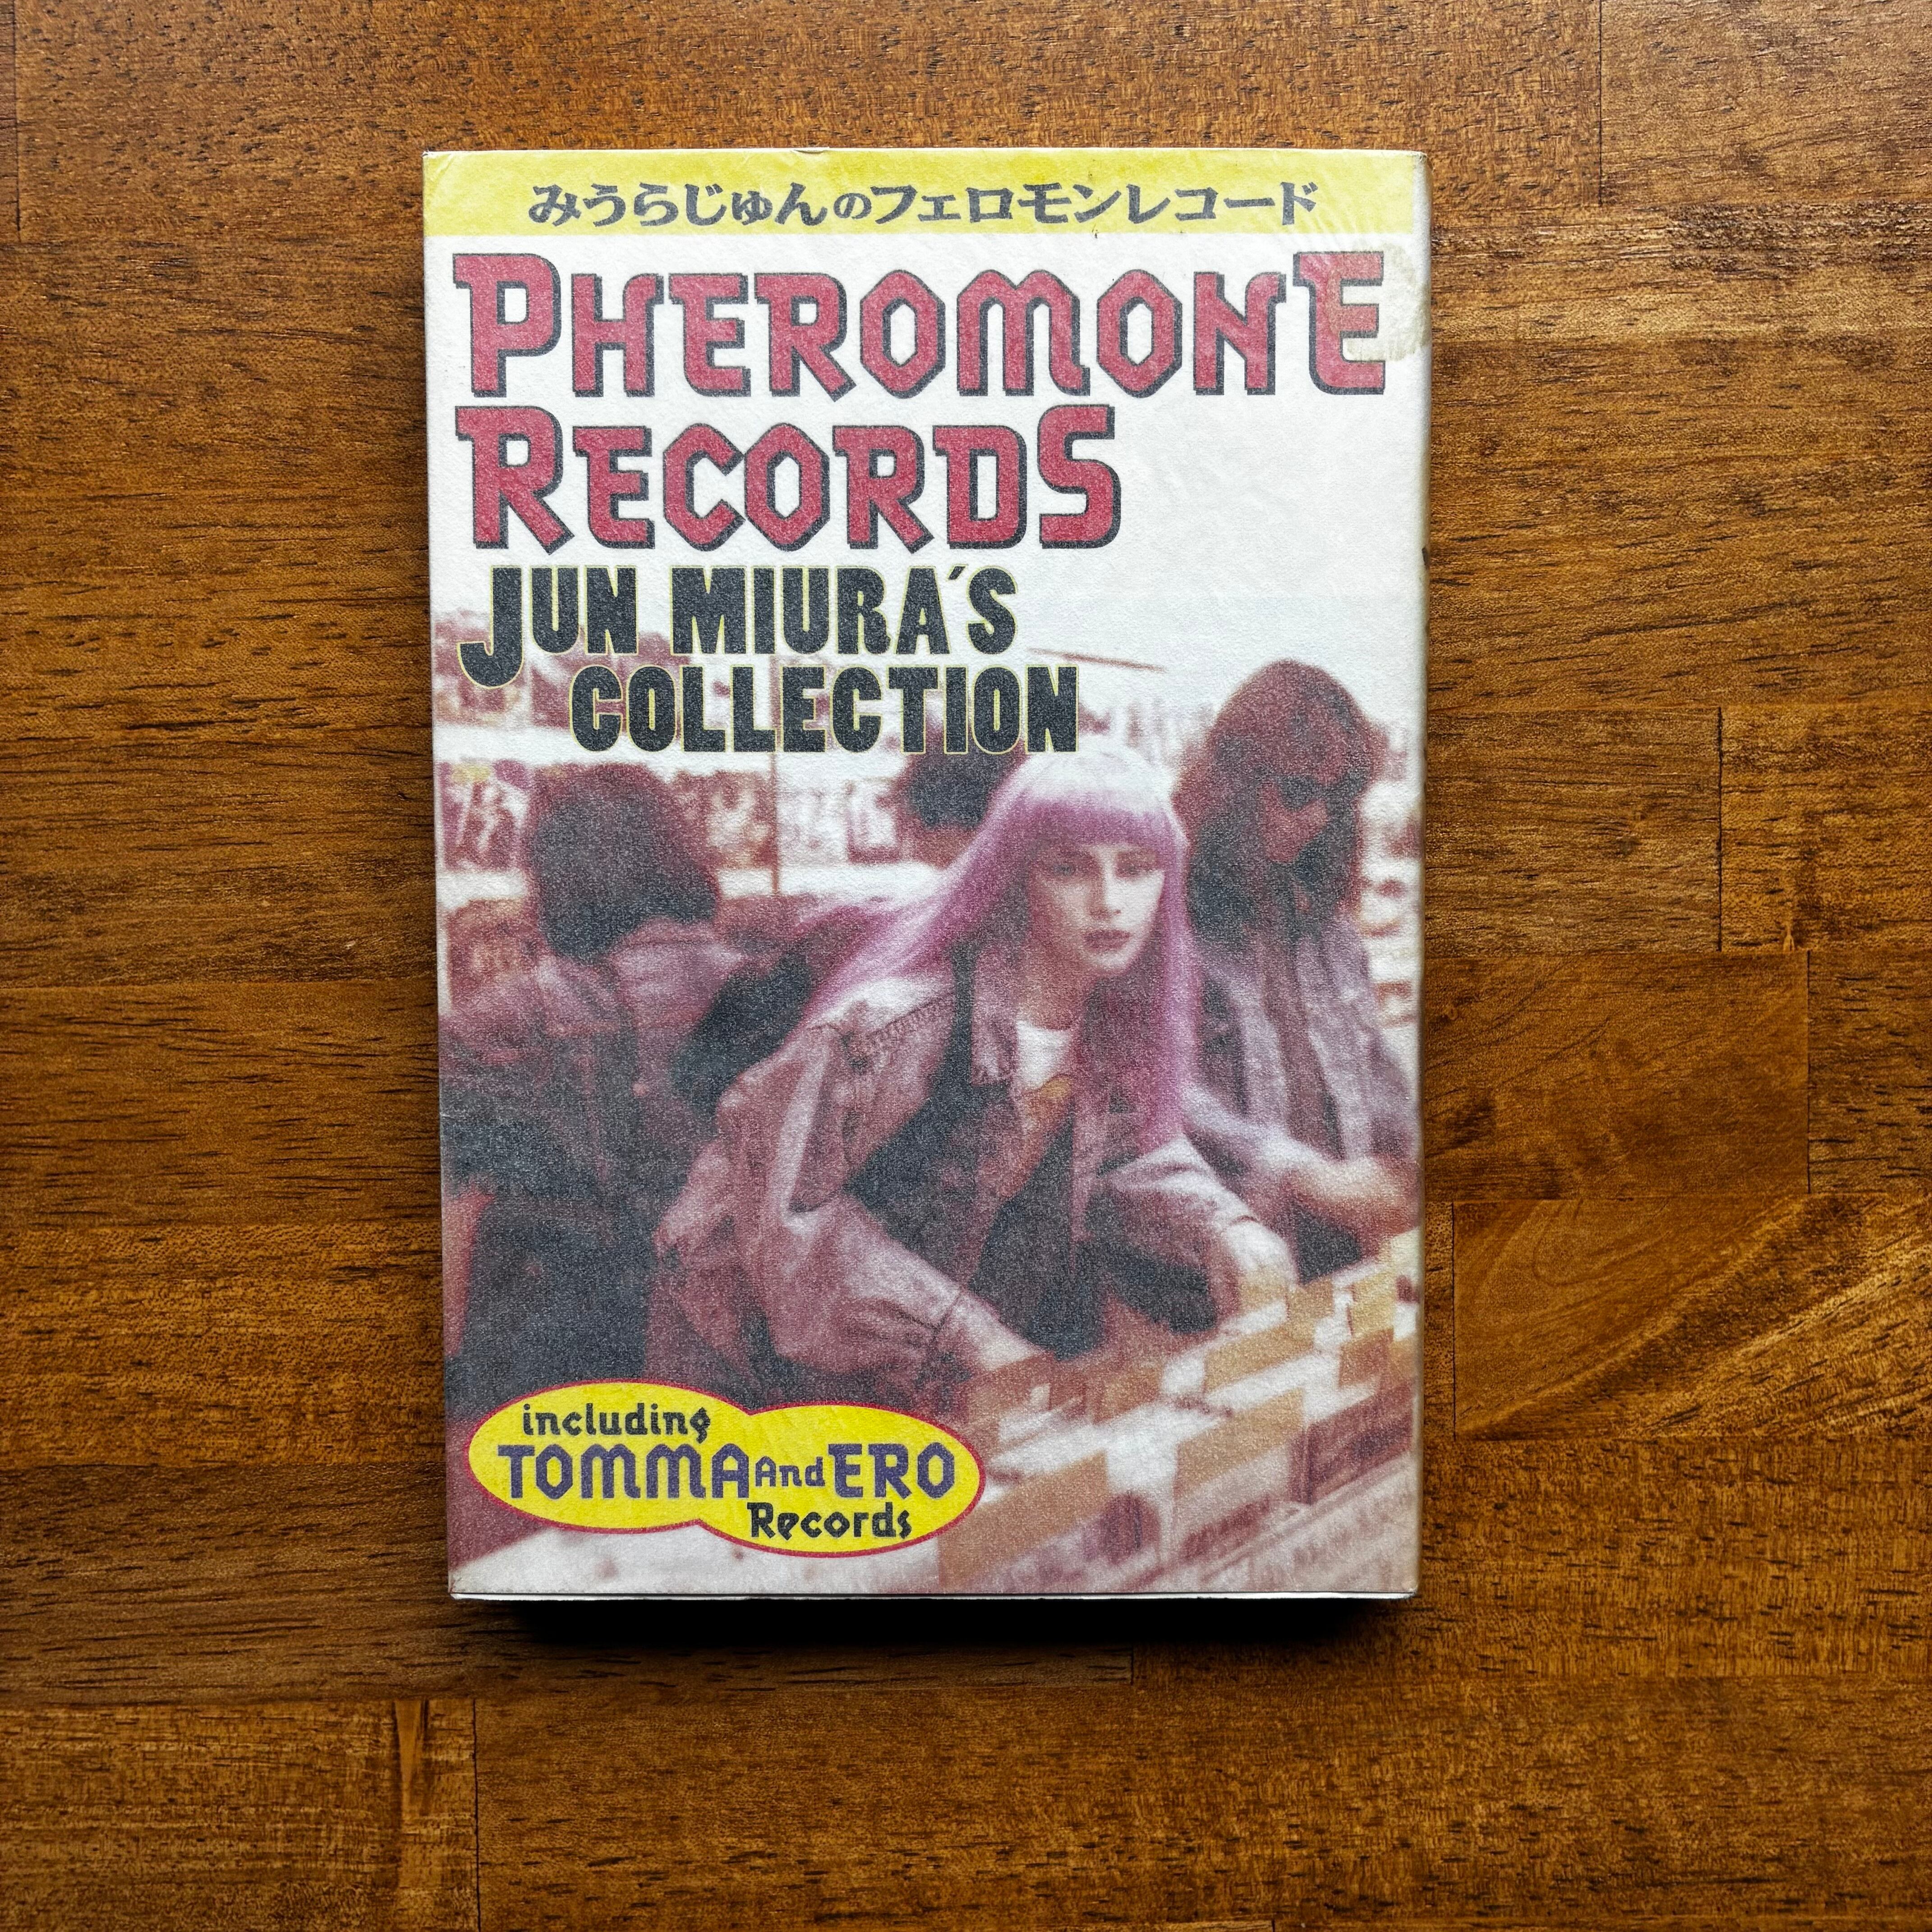 みうらじゅんのフェロモンレコード
PHEROMONE
RECORDS
JUN MIURA'S
COLLECTION
including
TOMMA And ERO
Records